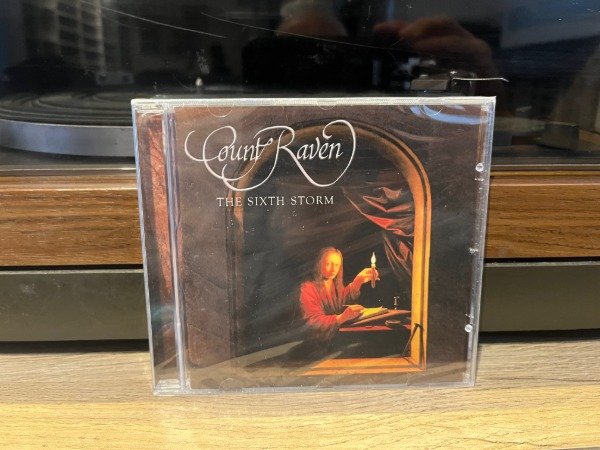 Count Raven
THE SIXTH STORM